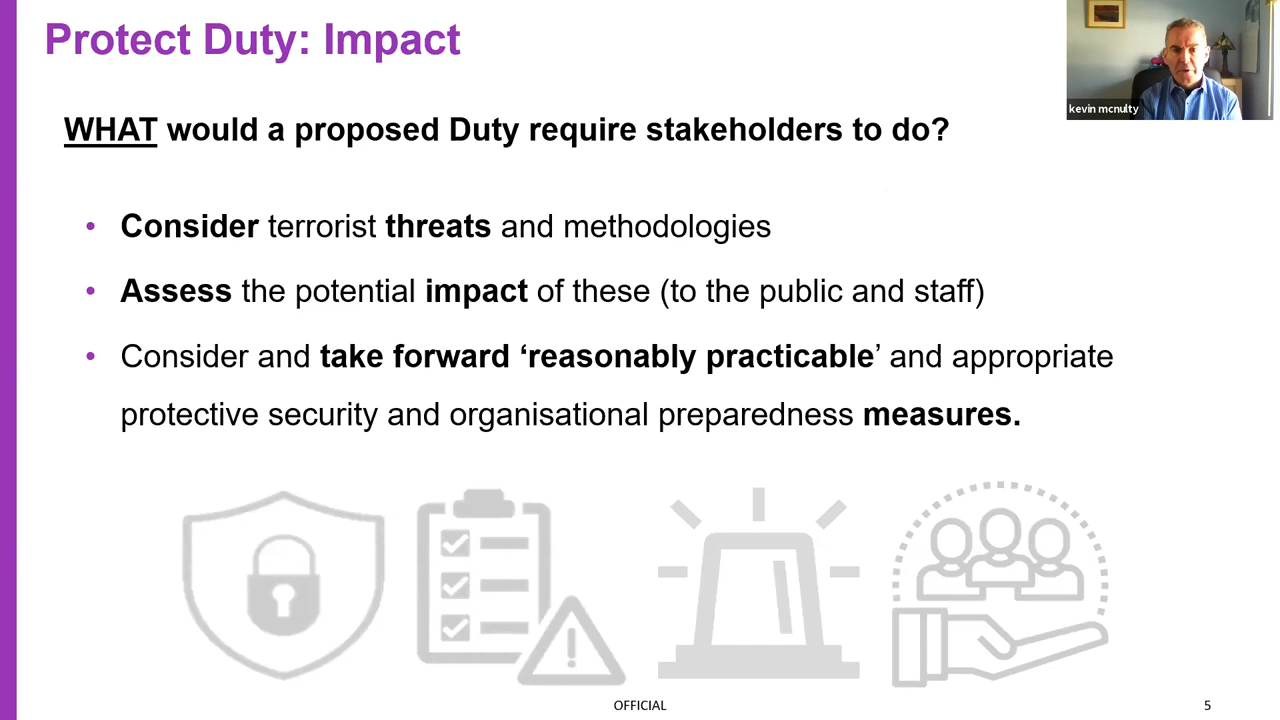 Protect Duty: Impact
kevin mcnulty
WHAT would a proposed Duty require stakeholders to do?
• Consider terrorist threats and methodologies
• Assess the potential impact of these (to the public and staff)
• Consider and take forward ‘reasonably practicable’ and appropriate
protective security and organisational preparedness measures.
OFFICIAL
5